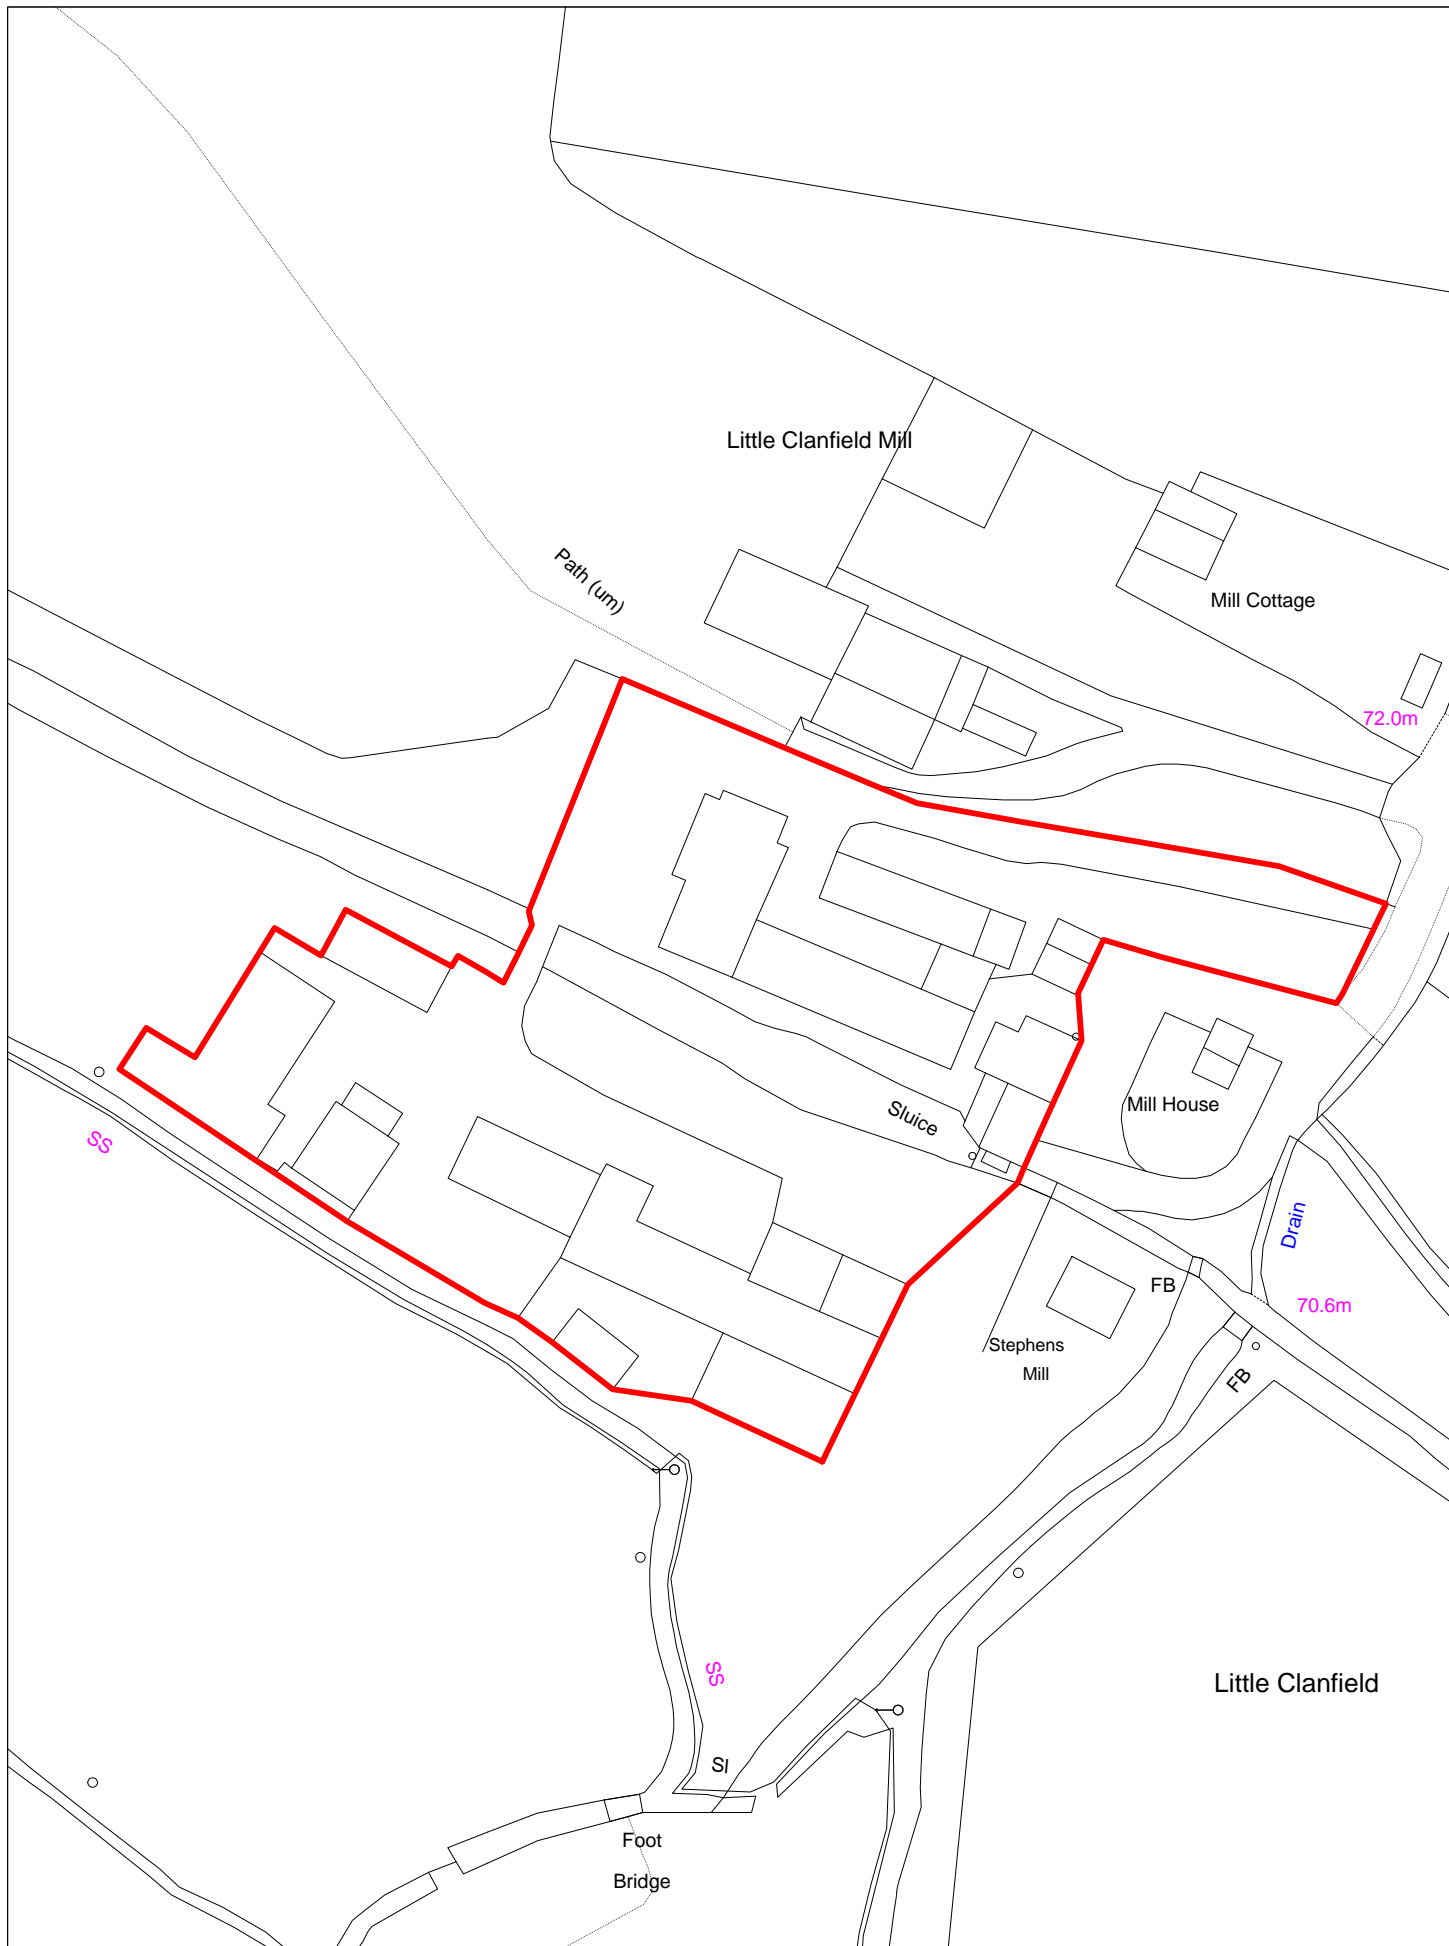 Little Clanfield Mill
Path (um)
Mill Cottage
72.0m
Sluice
Mill House
SS
Drain
FB
70.6m
Stephens
Mill
FB
SS
Little Clanfield
Sl
Foot
Bridge